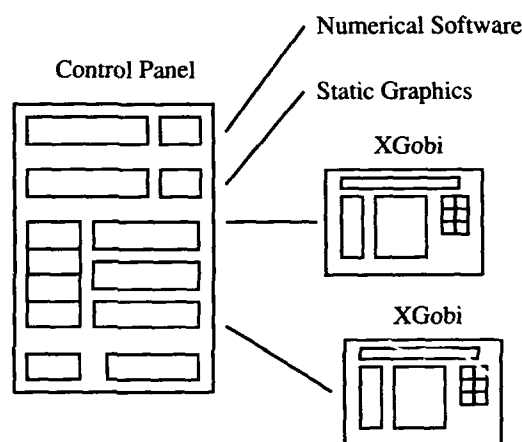 Numerical Software
Control Panel
Static Graphics
XGobi
XGobi